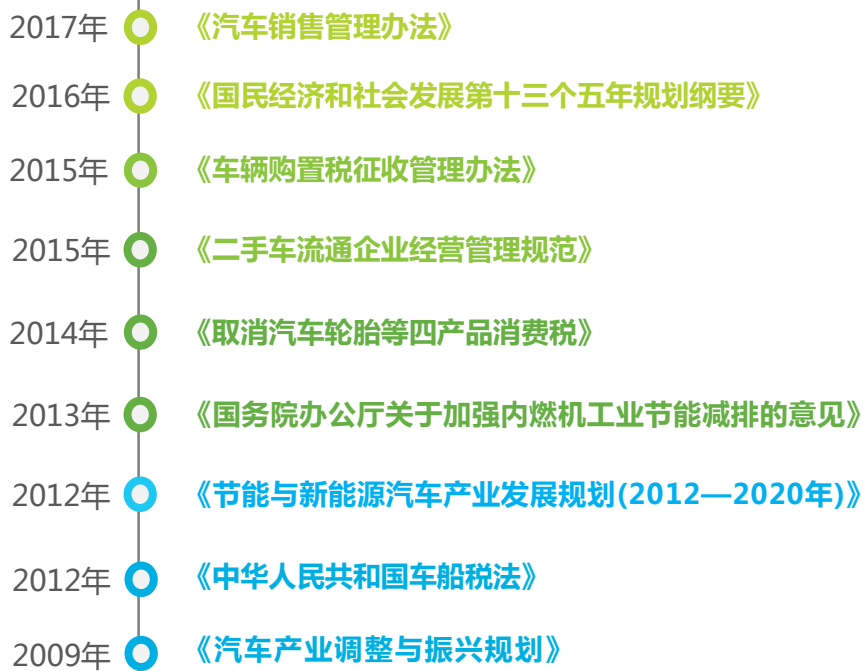 2017年 《汽车销售管理办法》
2016年 《国民经济和社会发展第十三个五年规划纲要》
2015年 《车辆购置税征收管理办法》
2015年 《二手车流通企业经营管理规范》
2014年 《取消汽车轮胎等四产品消费税》
2013年 《国务院办公厅关于加强内燃机工业节能减排的意见》
2012年 《节能与新能源汽车产业发展规划(2012—2020年)》
2012年 《中华人民共和国车船税法》
2009年 《汽车产业调整与振兴规划》